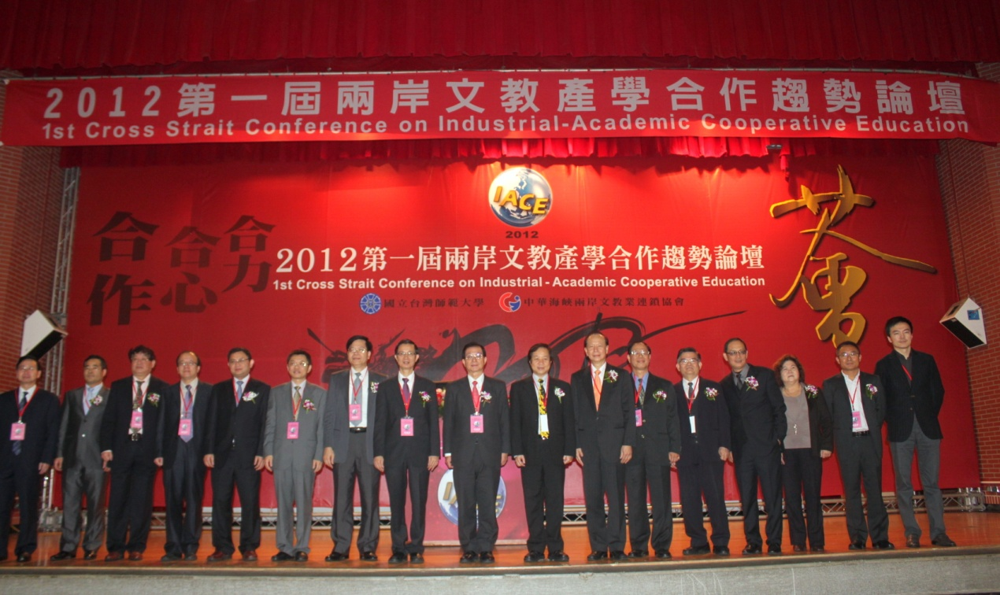 2012第一屆兩岸文教產學合作趨勢論壇
1st Cross Strait Conference on Industrial-Academic Cooperative Education
IACE
2012
合作
合心
合力
薈
2012第一屆兩岸文教產學合作趨勢論壇
1st Cross Strait Conference on Industrial-Academic Cooperative Education
國立台灣師範大學 中華海峽兩岸文教業連鎖協會